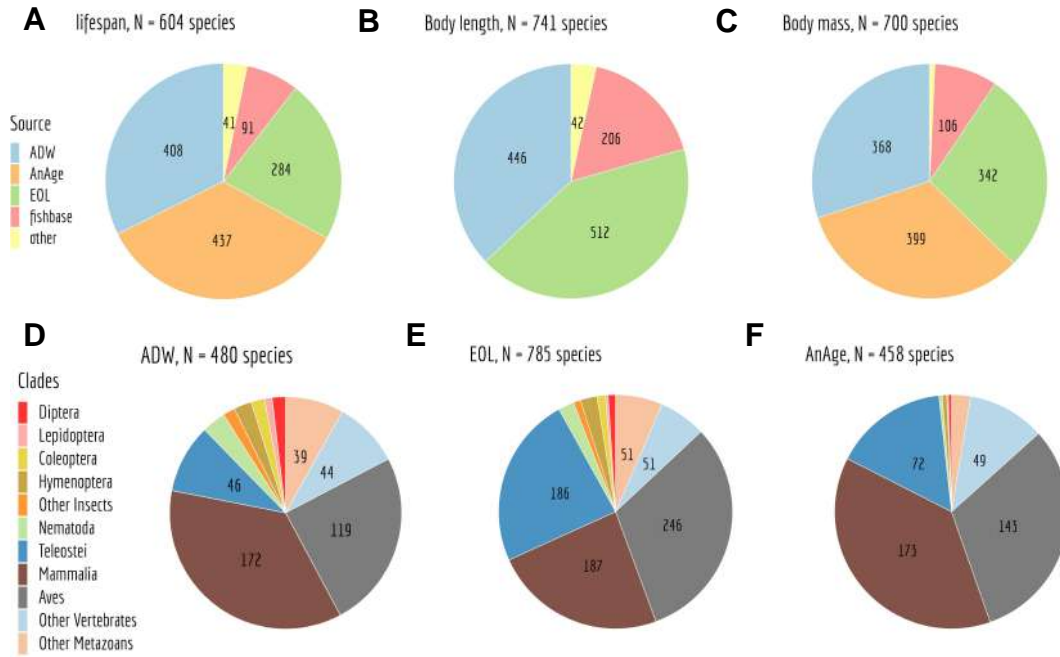 A
lifespan, N = 604 species
B
Body length, N = 741 species
C
Body mass, N = 700 species
Source
ADW
AnAge
EOL
fishbase
other
41
91
408
284
437
42
206
446
512
106
368
342
399
D
ADW, N = 480 species
E
EOL, N = 785 species
F
AnAge, N = 458 species
Clades
Diptera
Lepidoptera
Coleoptera
Hymenoptera
Other Insects
Nematoda
Teleostei
Mammalia
Aves
Other Vertebrates
Other Metazoans
39
44
46
119
172
51
51
186
246
187
49
72
143
173